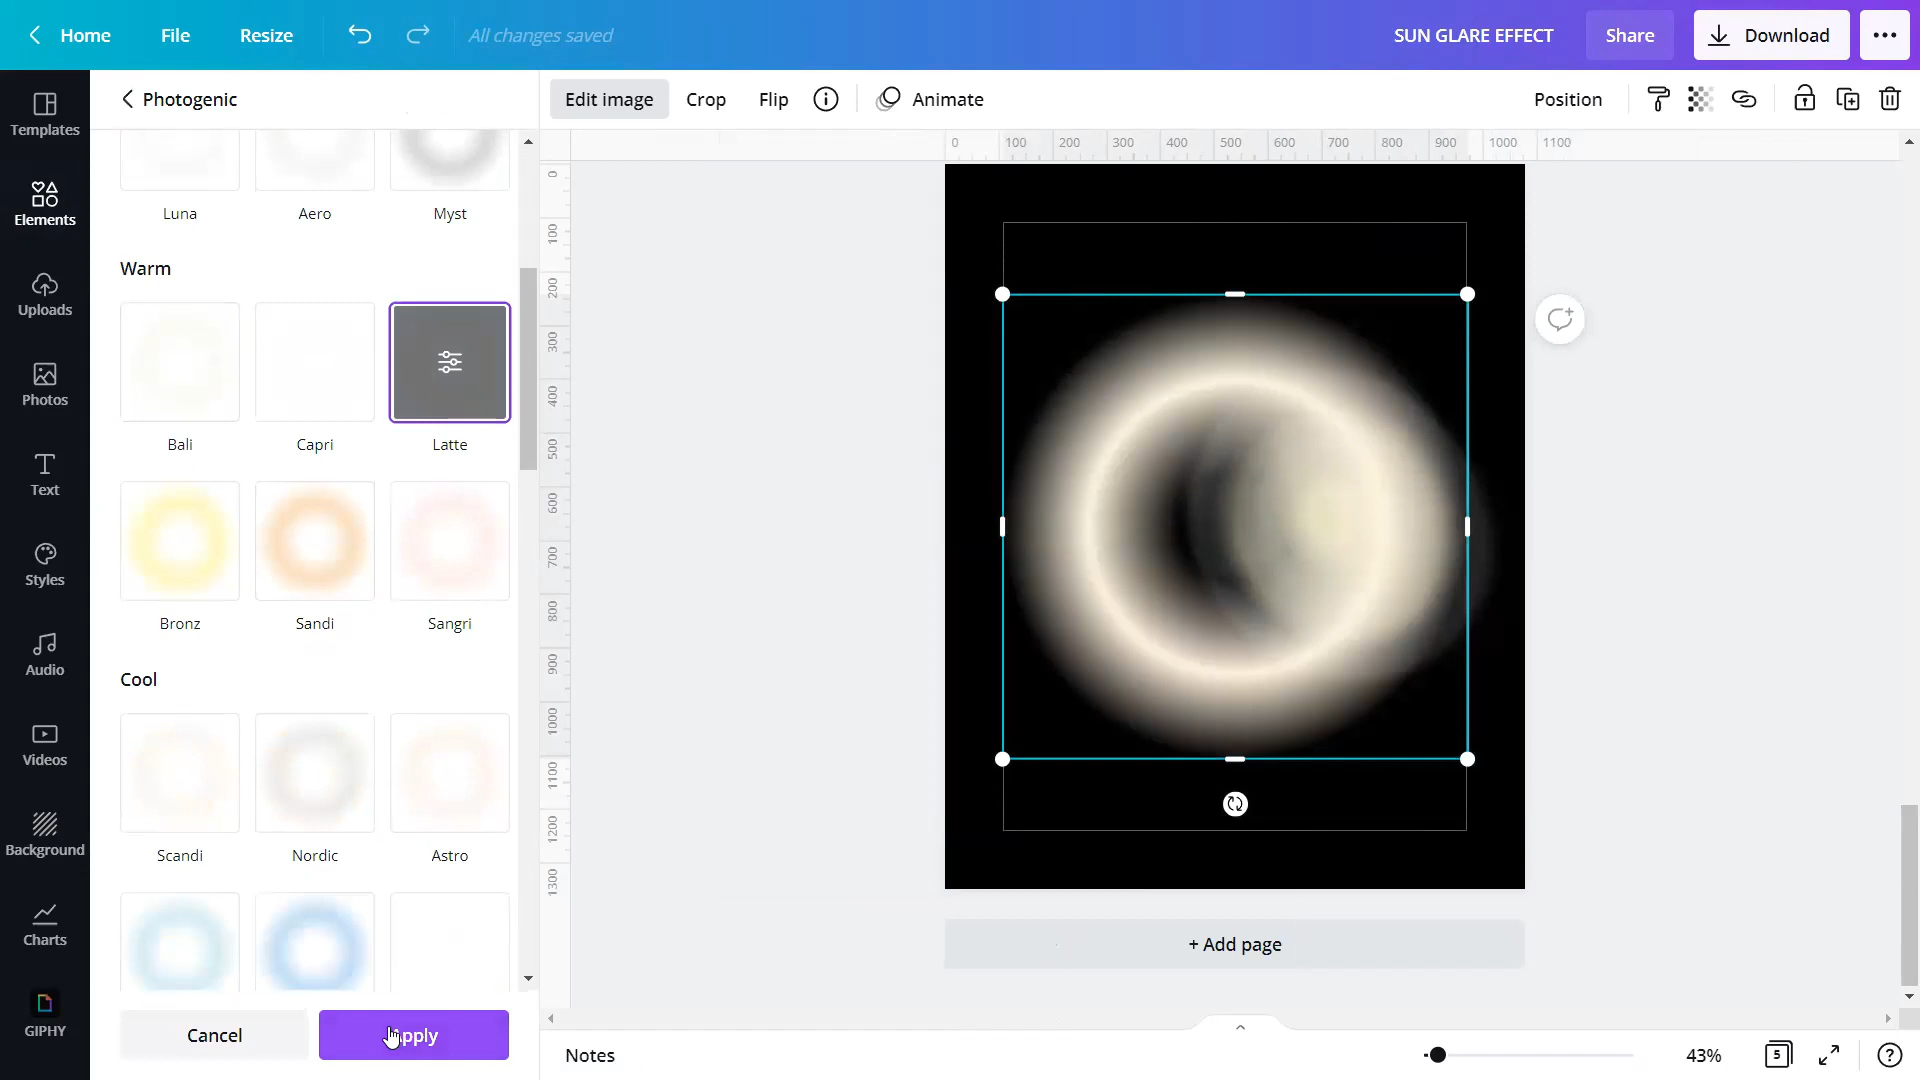 Home File Resize All changes saved SUN GLARE EFFECT Share Download
Templates
Elements
Uploads
Photos
Text
Styles
Audio
Videos
Background
Charts
GIPHY
Photogenic
Luna Aero Myst
Warm
Bali Capri Latte
Bronz Sandi Sangri
Cool
Scandi Nordic Astro
Cancel Apply
Edit image Crop Flip Animate Position
0 100 200 300 400 500 600 700 800 900 1000 1100
0
100
200
300
400
500
600
700
800
900
1000
1100
1200
1300
+ Add page
Notes 43% 5